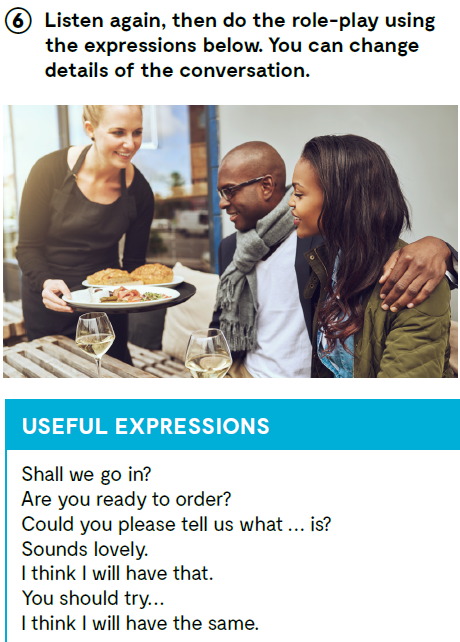 6 Listen again, then do the role-play using
the expressions below. You can change
details of the conversation.
USEFUL EXPRESSIONS
Shall we go in?
Are you ready to order?
Could you please tell us what ... is?
Sounds lovely.
I think I will have that.
You should try...
I think I will have the same.